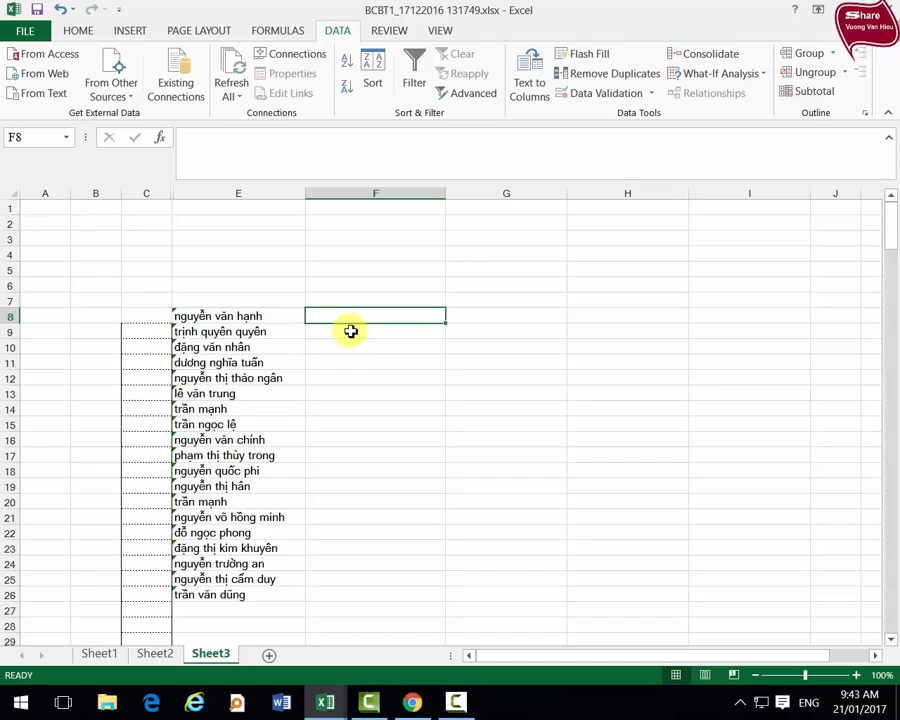 BCBT1_17122016 131749.xlsx - Excel
Share
Vuong Van Hieu
FILE HOME INSERT PAGE LAYOUT FORMULAS DATA REVIEW VIEW
From Access
From Web
From Text
From Other Sources
Existing Connections
Get External Data
Refresh All
Connections
Properties
Edit Links
Connections
Sort
Filter
Clear
Reapply
Advanced
Sort & Filter
Text to Columns
Flash Fill
Remove Duplicates
Data Validation
Consolidate
What-If Analysis
Relationships
Data Tools
Group
Ungroup
Subtotal
Outline
F8
fx
A B C E F G H I J
1
2
3
4
5
6
7
8 nguyễn văn hạnh
9 trịnh quyên quyên
10 đặng văn nhân
11 dương nghĩa tuấn
12 nguyễn thị thảo ngân
13 lê văn trung
14 trần mạnh
15 trần ngọc lệ
16 nguyễn văn chính
17 phạm thị thùy trong
18 nguyễn quốc phi
19 nguyễn thị hân
20 trần mạnh
21 nguyễn võ hồng minh
22 đỗ ngọc phong
23 đặng thị kim khuyên
24 nguyễn trường an
25 nguyễn thị cẩm duy
26 trần văn dũng
27
28
29
Sheet1 Sheet2 Sheet3
READY
100%
ENG
9:43 AM
21/01/2017